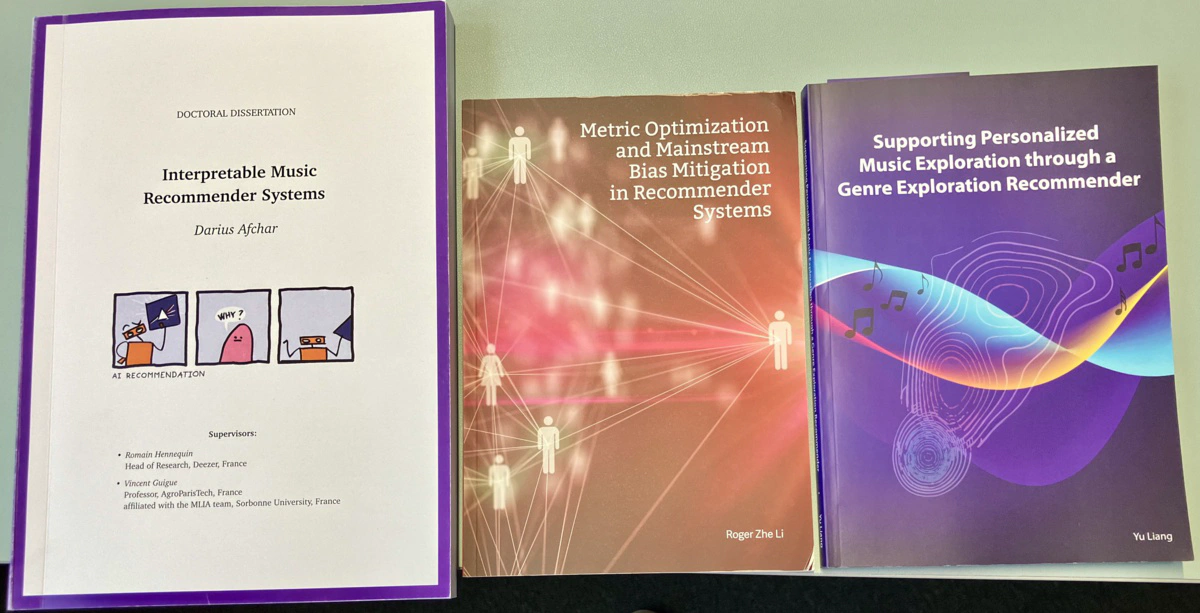 DOCTORAL DISSERTATION
Interpretable Music
Recommender Systems
Darius Afchar
WHY ?
AI RECOMMENDATION
Supervisors:
• Romain Hennequin
Head of Research, Deezer, France
• Vincent Guigue
Professor, AgroParisTech, France
affiliated with the MLIA team, Sorbonne University, France
Metric Optimization
and Mainstream
Bias Mitigation
in Recommender
Systems
Roger Zhe Li
Supporting Personalized
Music Exploration through a
Genre Exploration Recommender
Yu Liang